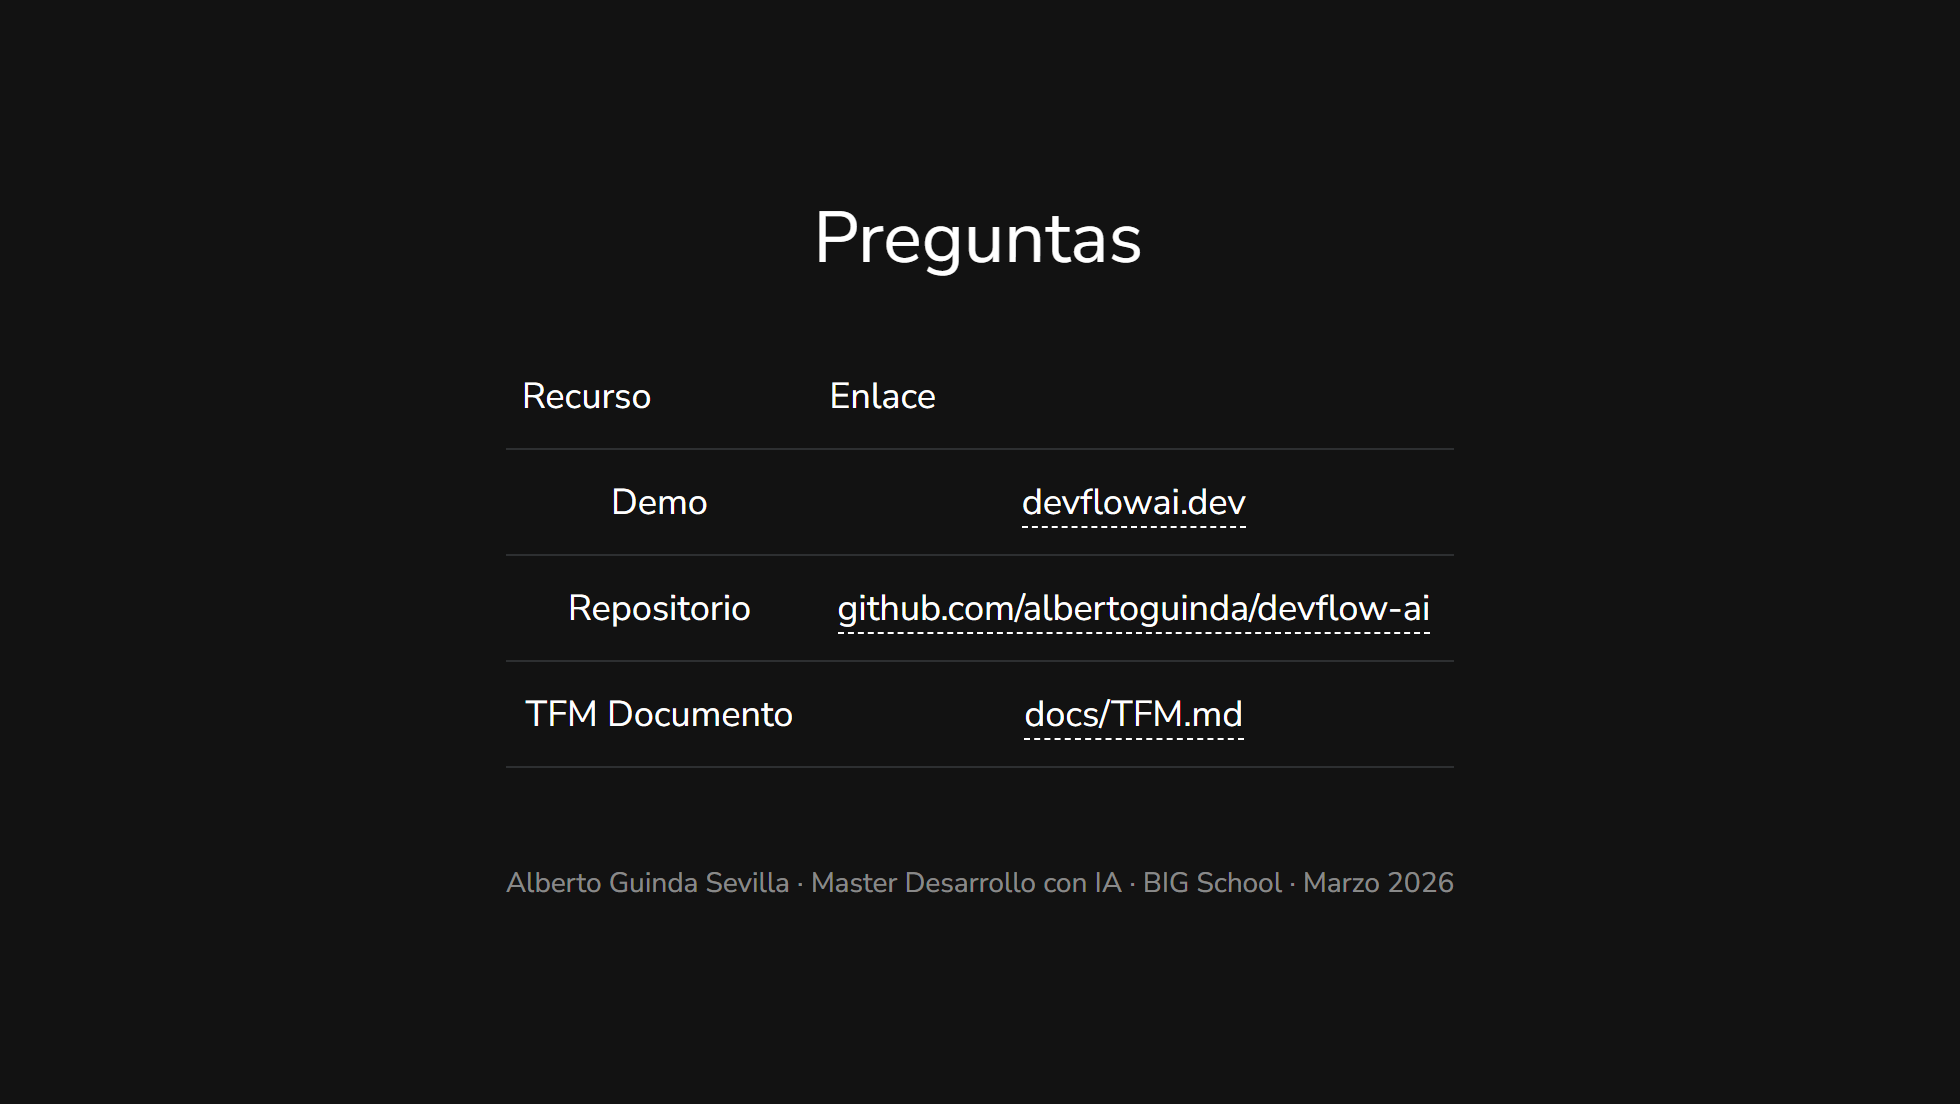 Preguntas
Recurso Enlace
Demo devflowai.dev
Repositorio github.com/albertoguinda/devflow-ai
TFM Documento docs/TFM.md
Alberto Guinda Sevilla · Master Desarrollo con IA · BIG School · Marzo 2026